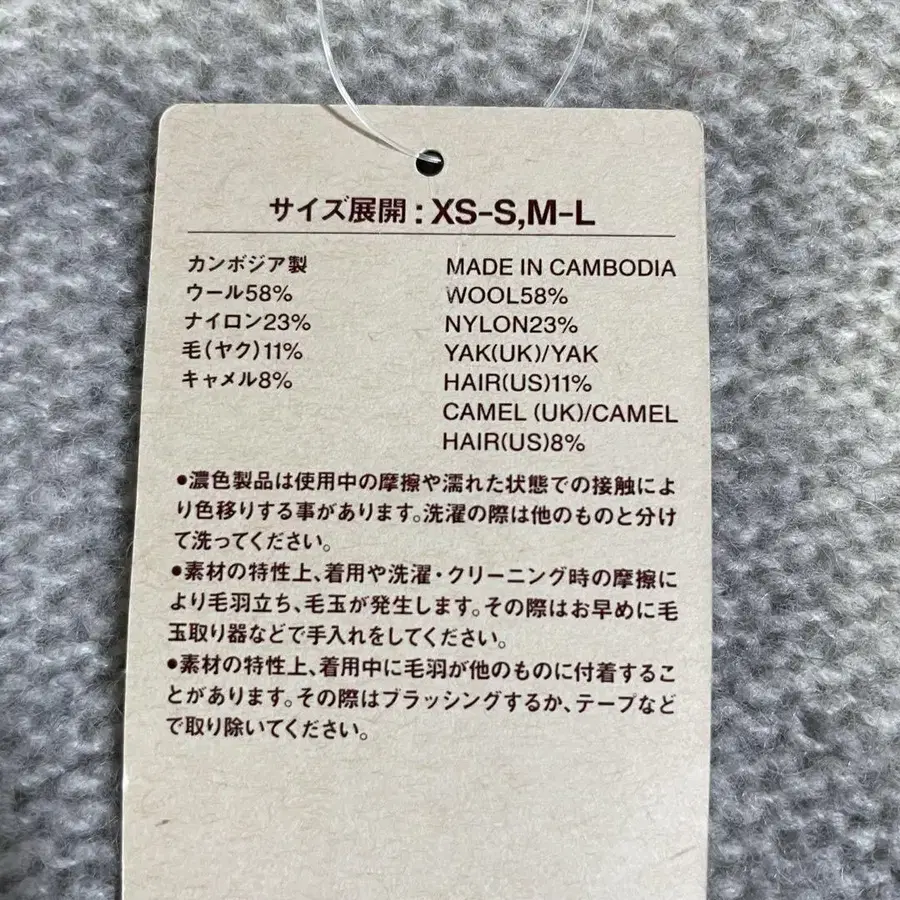 サイズ展開：XS-S,M-L
カンボジア製
ウール58%
ナイロン23%
毛(ヤク)11%
キャメル8%
MADE IN CAMBODIA
WOOL58%
NYLON23%
YAK(UK)/YAK
HAIR(US)11%
CAMEL (UK)/CAMEL
HAIR(US)8%
●濃色製品は使用中の摩擦や濡れた状態での接触によ
り色移りする事があります。洗濯の際は他のものと分け
て洗ってください。
●素材の特性上、着用や洗濯・クリーニング時の摩擦に
より毛羽立ち、毛玉が発生します。その際はお早めに毛
玉取り器などで手入れをしてください。
●素材の特性上、着用中に毛羽が他のものに付着するこ
とがあります。その際はブラッシングするか、テープなど
で取り除いてください。